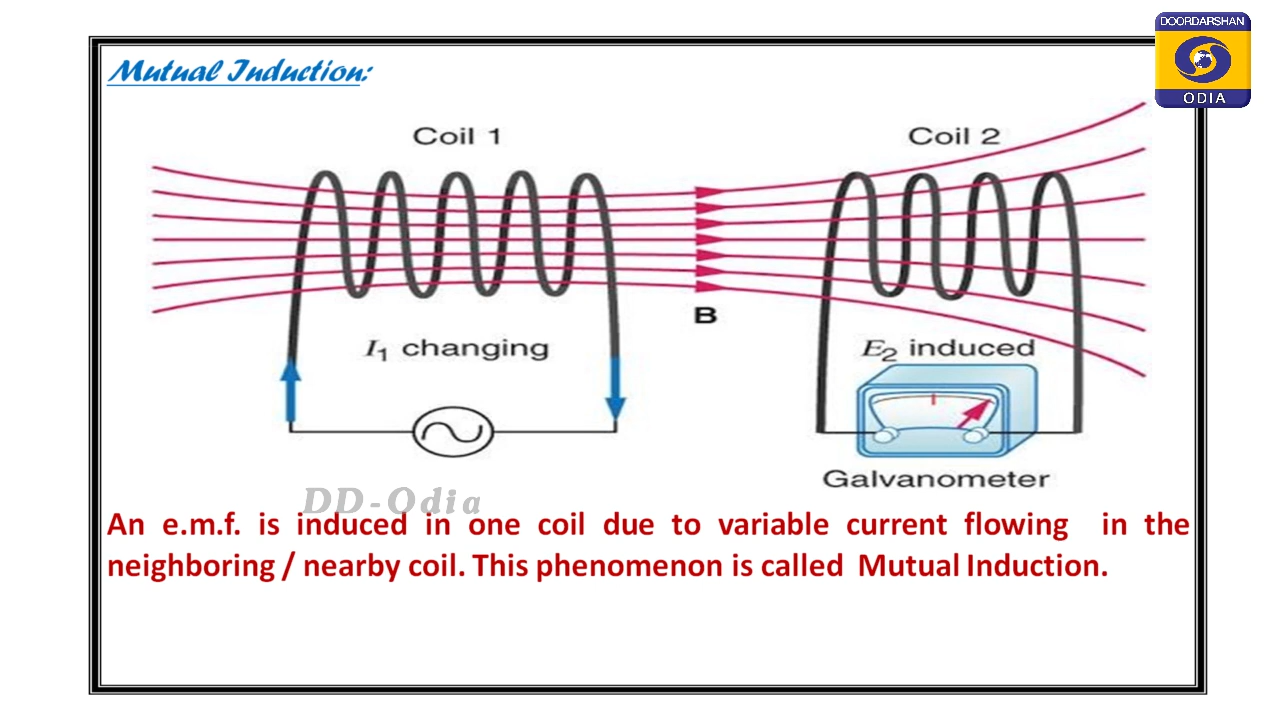 DOORDARSHAN
ODIA
Mutual Induction:
Coil 1
Coil 2
B
I1 changing
E2 induced
Galvanometer
DD-Odia
An e.m.f. is induced in one coil due to variable current flowing in the
neighboring / nearby coil. This phenomenon is called Mutual Induction.